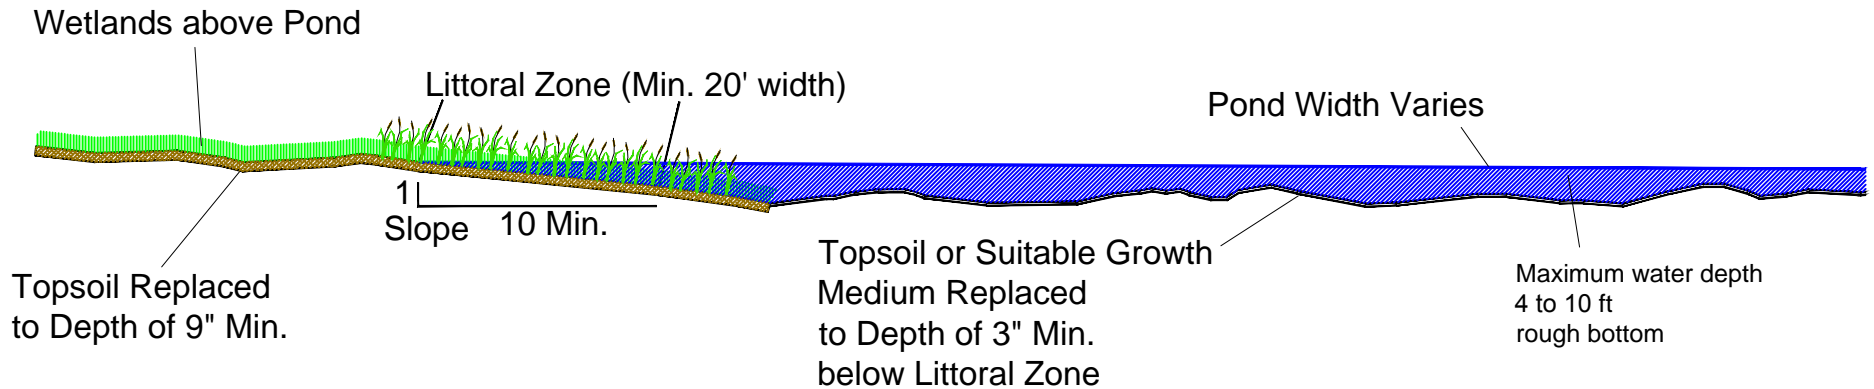 Wetlands above Pond
Littoral Zone (Min. 20' width)
Pond Width Varies
1
Slope
10 Min.
Topsoil Replaced
to Depth of 9" Min.
Topsoil or Suitable Growth
Medium Replaced
to Depth of 3" Min.
below Littoral Zone
Maximum water depth
4 to 10 ft
rough bottom